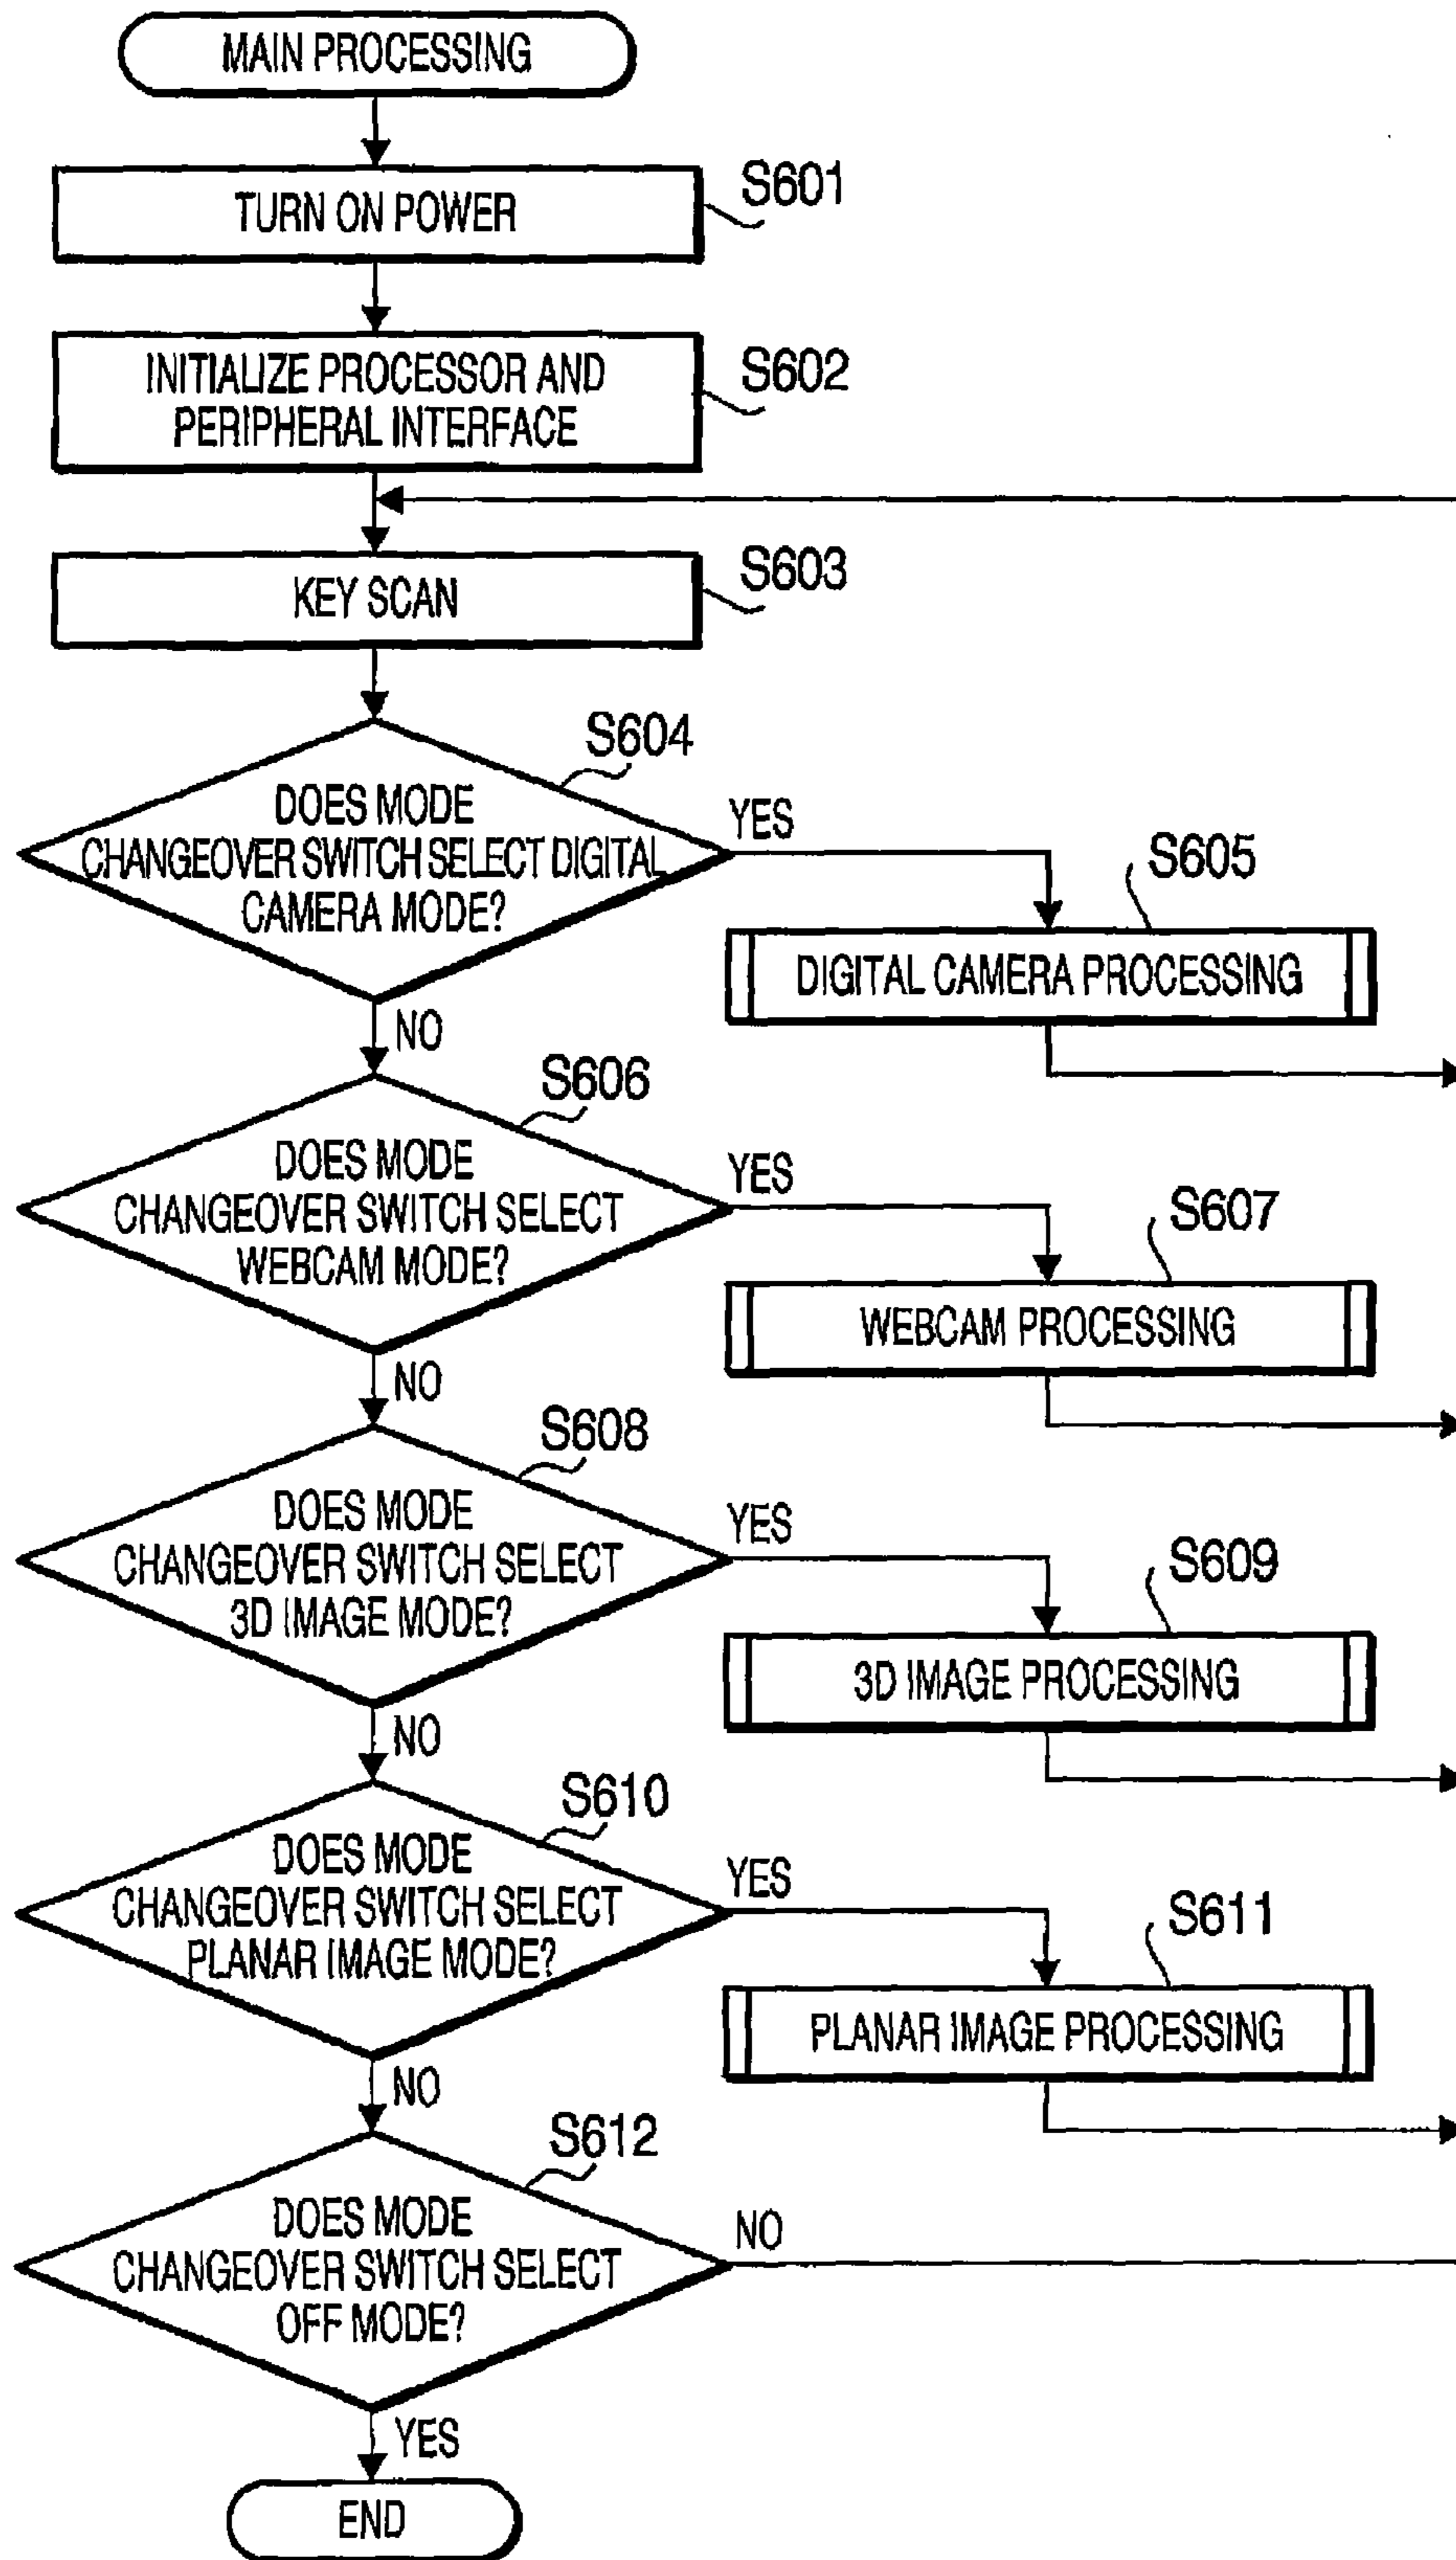 MAIN PROCESSING
TURN ON POWER
S601
INITIALIZE PROCESSOR AND
PERIPHERAL INTERFACE
S602
KEY SCAN
S603
S604
DOES MODE
CHANGEOVER SWITCH SELECT DIGITAL
CAMERA MODE?
YES
S605
DIGITAL CAMERA PROCESSING
NO
S606
DOES MODE
CHANGEOVER SWITCH SELECT
WEBCAM MODE?
YES
S607
WEBCAM PROCESSING
NO
S608
DOES MODE
CHANGEOVER SWITCH SELECT
3D IMAGE MODE?
YES
S609
3D IMAGE PROCESSING
NO
S610
DOES MODE
CHANGEOVER SWITCH SELECT
PLANAR IMAGE MODE?
YES
S611
PLANAR IMAGE PROCESSING
NO
S612
DOES MODE
CHANGEOVER SWITCH SELECT
OFF MODE?
NO
YES
END